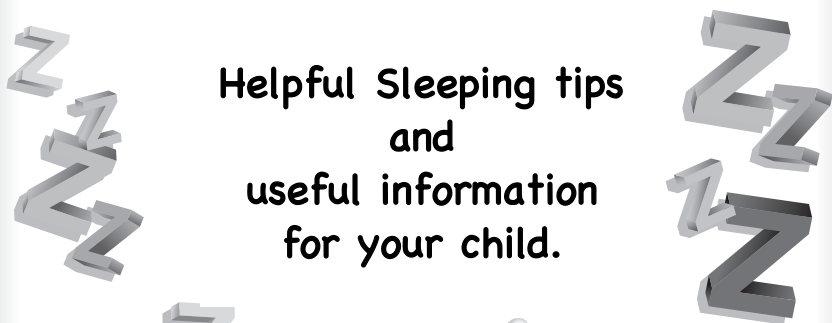 Z
Z
Z
Z
Z
Z
Z
Z
Helpful Sleeping tips
and
useful information
for your child.